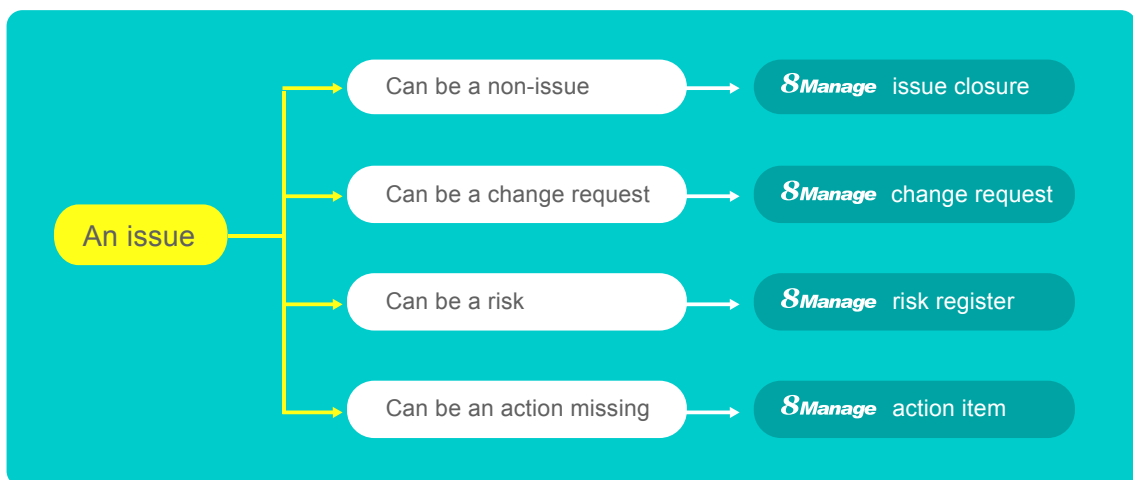 Can be a non-issue
8Manage issue closure
Can be a change request
8Manage change request
An issue
Can be a risk
8Manage risk register
Can be an action missing
8Manage action item